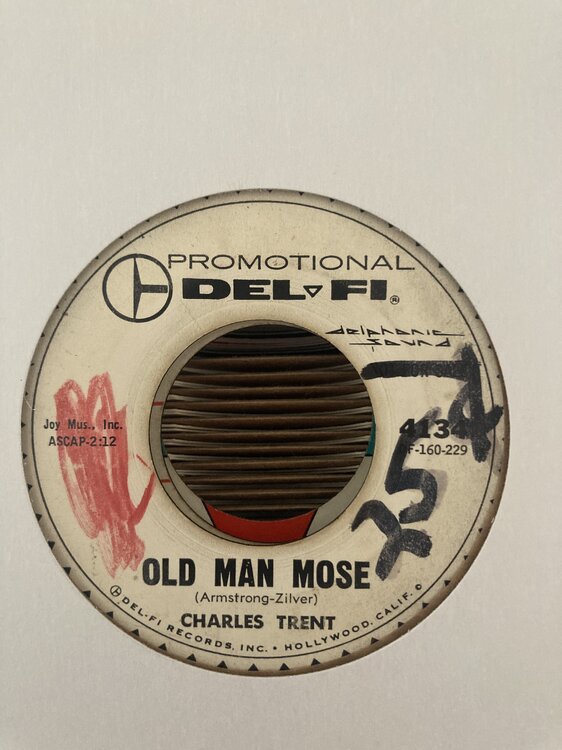 PROMOTIONAL
DEL-FI®
delphonic
sound
Joy Mus., Inc.
ASCAP-2:12
4134
F-160-229
OLD MAN MOSE
(Armstrong-Zilver)
CHARLES TRENT
DEL-FI RECORDS, INC. • HOLLYWOOD, CALIF.